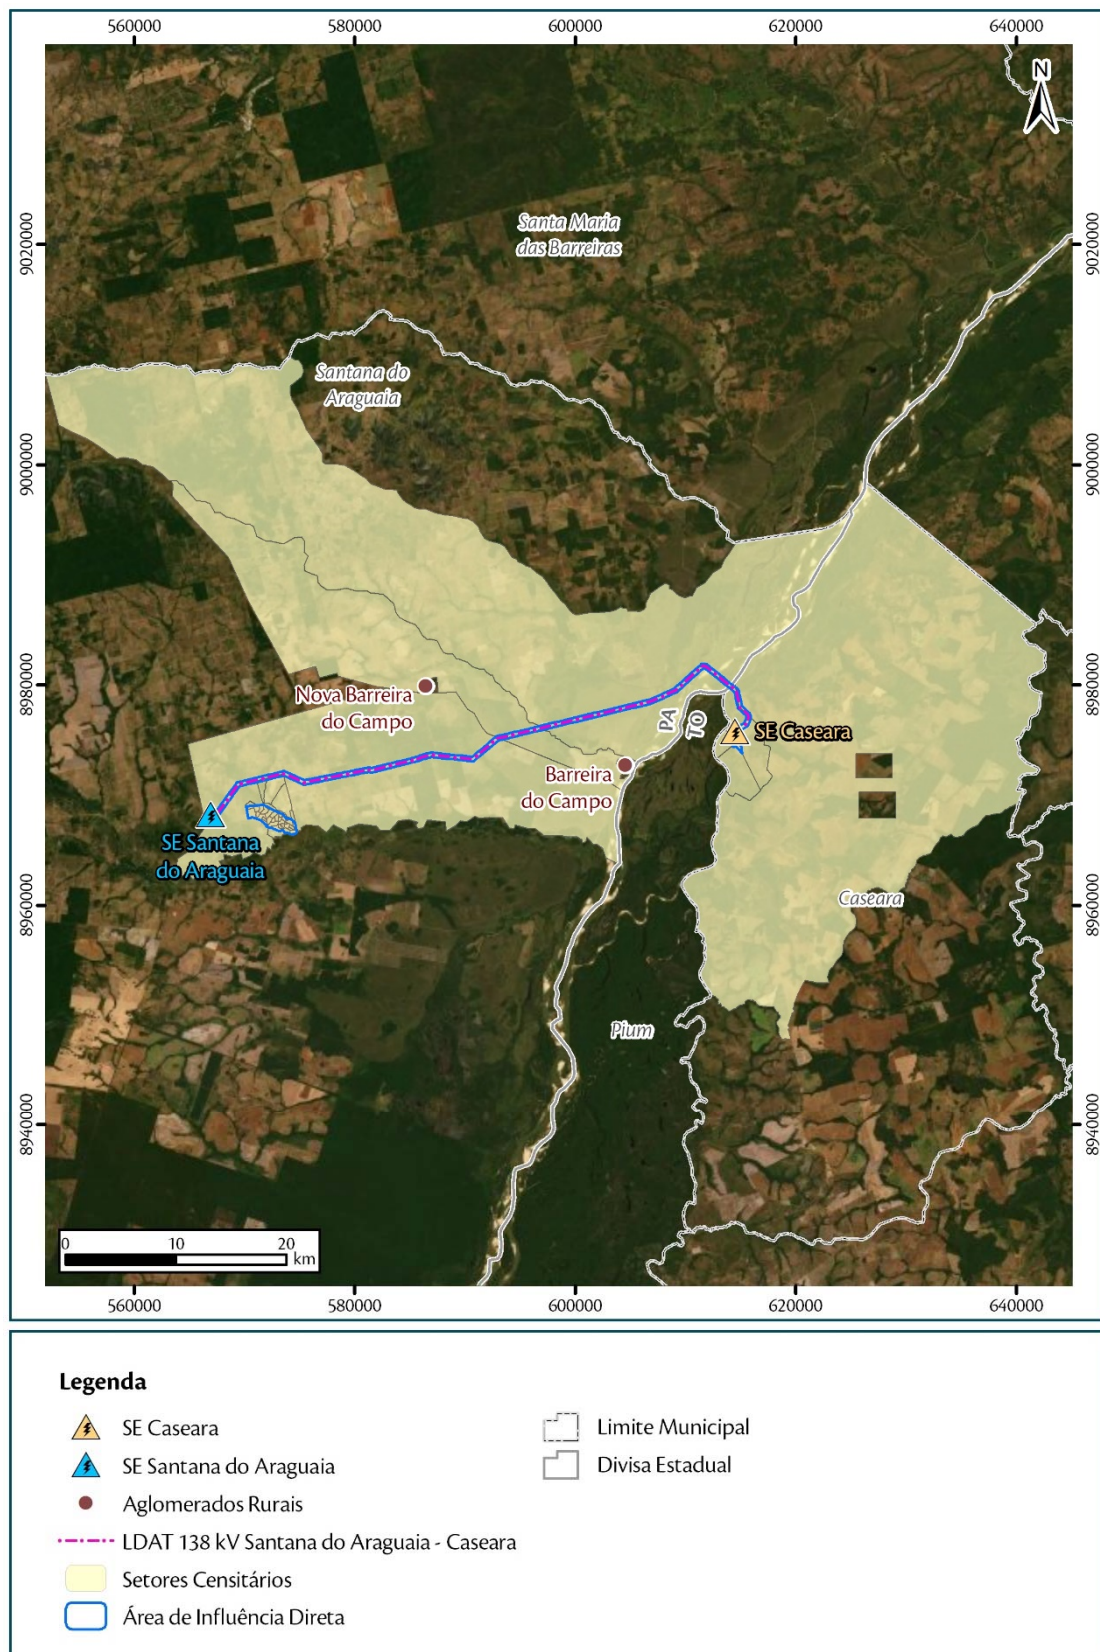 560000
580000
600000
620000
640000
N
9020000
9020000
Santa Maria
das Barreiras
Santana do
Araguaia
9000000
9000000
8980000
8980000
Nova Barreira
do Campo
PA
TO
SE Caseara
Barreira
do Campo
SE Santana
do Araguaia
Caseara
8960000
8960000
Pium
8940000
8940000
0 10 20
km
560000
580000
600000
620000
640000
Legenda
SE Caseara
SE Santana do Araguaia
Aglomerados Rurais
LDAT 138 kV Santana do Araguaia - Caseara
Setores Censitários
Área de Influência Direta
Limite Municipal
Divisa Estadual